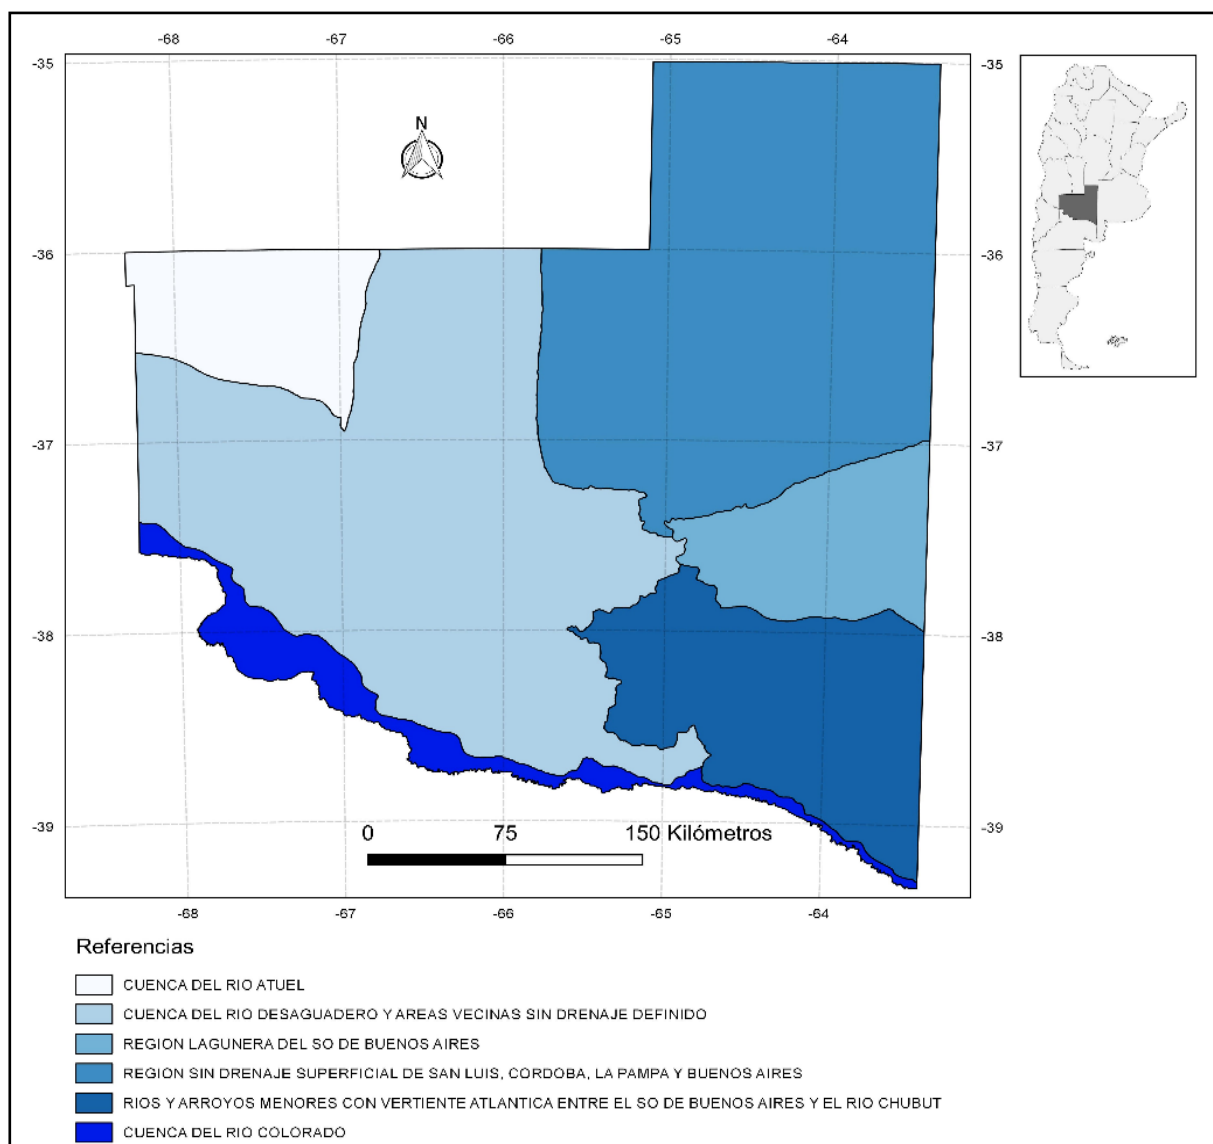 -68 -67 -66 -65 -64
-35 -35
N
-36 -36
-37 -37
-38 -38
-39 -39
0 75 150 Kilómetros
-68 -67 -66 -65 -64
Referencias
CUENCA DEL RIO ATUEL
CUENCA DEL RIO DESAGUADERO Y AREAS VECINAS SIN DRENAJE DEFINIDO
REGION LAGUNERA DEL SO DE BUENOS AIRES
REGION SIN DRENAJE SUPERFICIAL DE SAN LUIS, CORDOBA, LA PAMPA Y BUENOS AIRES
RIOS Y ARROYOS MENORES CON VERTIENTE ATLANTICA ENTRE EL SO DE BUENOS AIRES Y EL RIO CHUBUT
CUENCA DEL RIO COLORADO